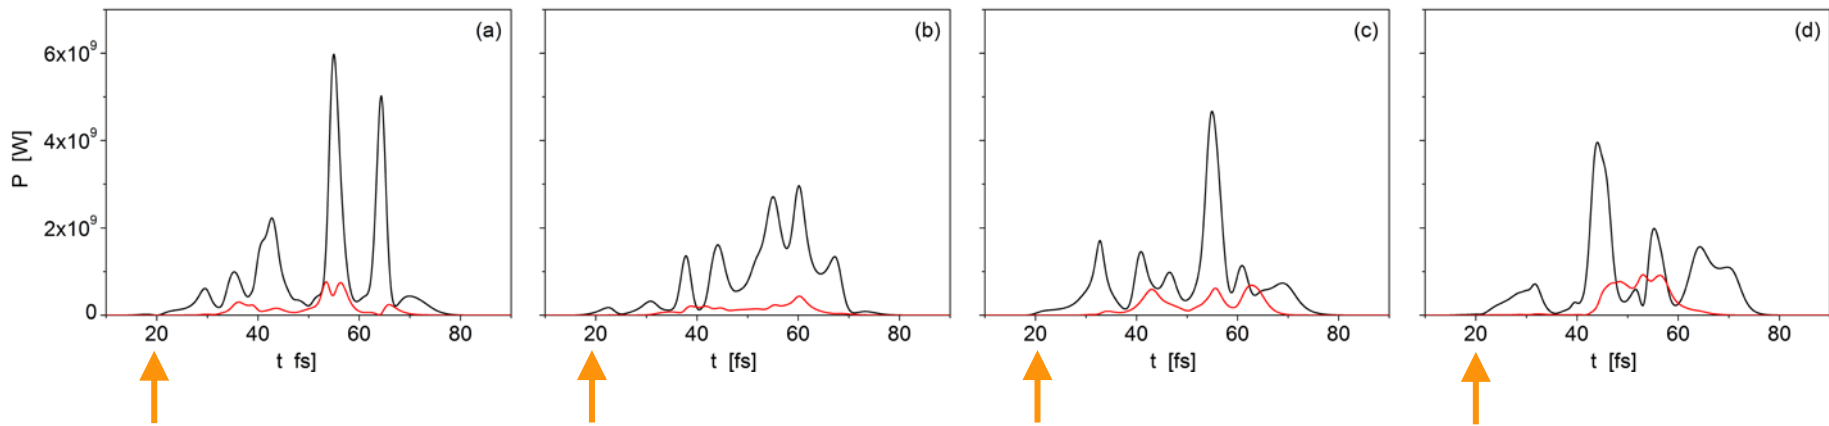 (a) (b) (c) (d)
6x10⁹
4x10⁹
P [W]
2x10⁹
0
20 40 60 80 20 40 60 80 20 40 60 80 20 40 60 80
t fs] t [fs] t [fs] t [fs]